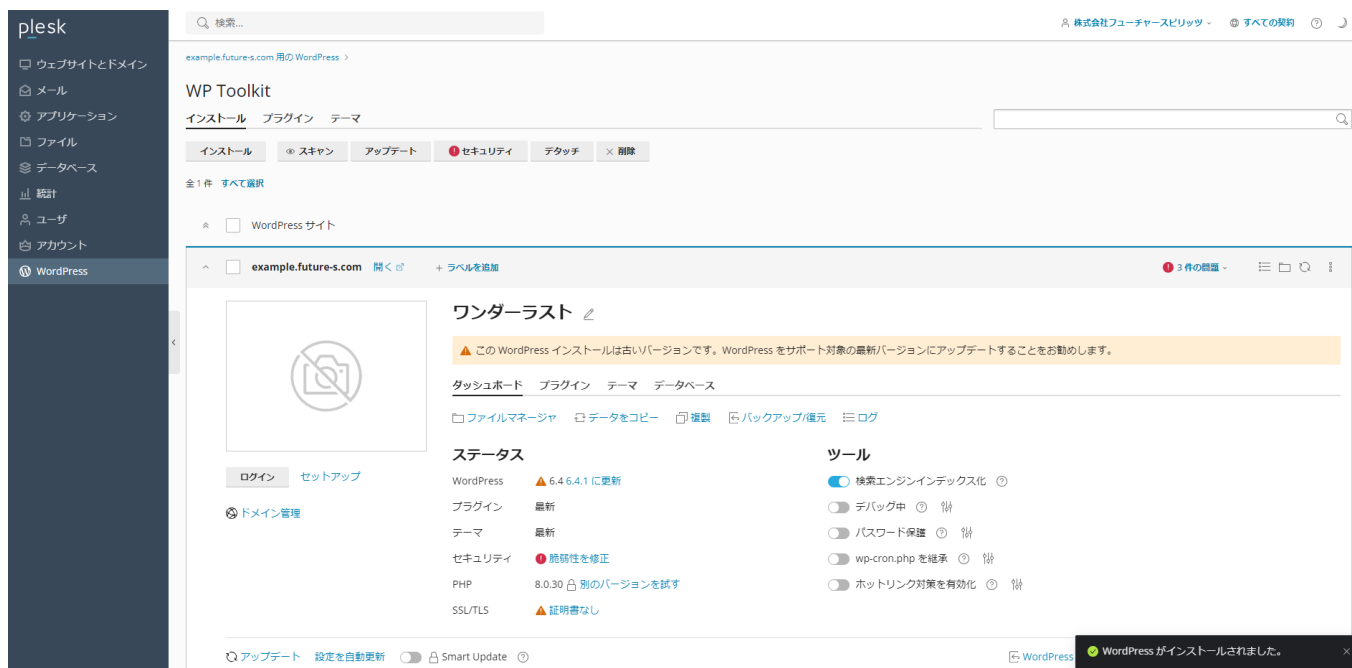 plesk
検索...
株式会社フューチャースピリッツ
すべての契約
ウェブサイトとドメイン
メール
アプリケーション
ファイル
データベース
統計
ユーザ
アカウント
WordPress
example.future-s.com 用の WordPress
WP Toolkit
インストール プラグイン テーマ
インストール スキャン アップデート セキュリティ デタッチ 削除
全 1 件 すべて選択
WordPress サイト
example.future-s.com 開く + ラベルを追加 3 件の問題
ワンダーラスト
この WordPress インストールは古いバージョンです。WordPress をサポート対象の最新バージョンにアップデートすることをお勧めします。
ダッシュボード プラグイン テーマ データベース
ファイルマネージャ データをコピー 複製 バックアップ/復元 ログ
ログイン セットアップ
ドメイン管理
ステータス
WordPress 6.4 6.4.1 に更新
プラグイン 最新
テーマ 最新
セキュリティ 脆弱性を修正
PHP 8.0.30 別のバージョンを試す
SSL/TLS 証明書なし
ツール
検索エンジンインデックス化
デバッグ中
パスワード保護
wp-cron.php を継承
ホットリンク対策を有効化
アップデート 設定を自動更新 Smart Update WordPress
WordPress がインストールされました。